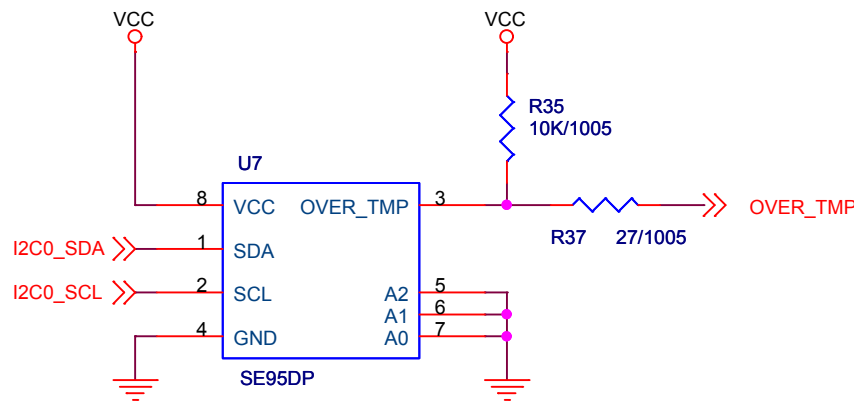 VCC
VCC
R35
10K/1005
U7
8
VCC
OVER_TMP
3
OVER_TMP
R37
27/1005
I2C0_SDA
1
SDA
I2C0_SCL
2
SCL
A2
5
A1
6
4
GND
A0
7
SE95DP